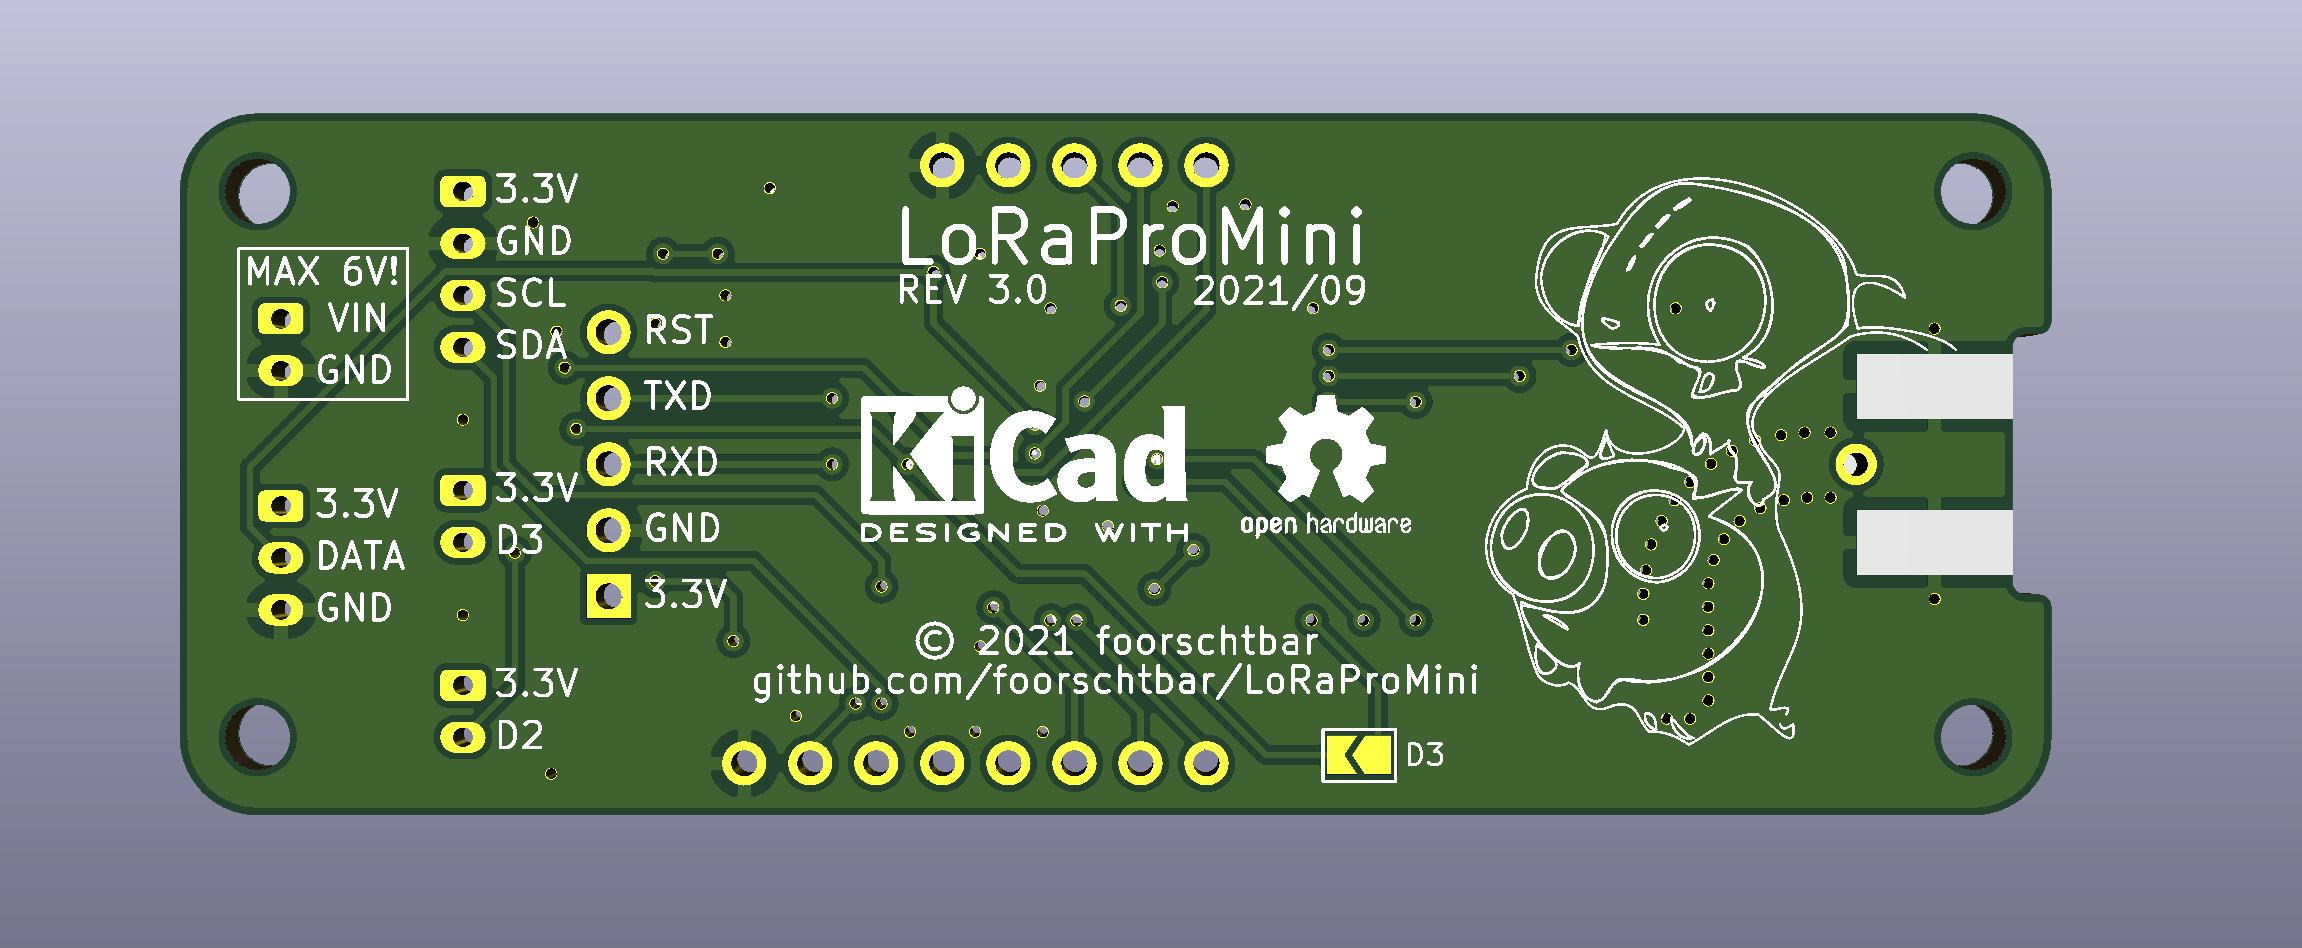 3.3V
GND
SCL
SDA
MAX 6V!
VIN
GND
3.3V
DATA
GND
3.3V
D3
3.3V
D2
RST
TXD
RXD
GND
3.3V
LoRaProMini
REV 3.0 2021/09
KiCad
DESIGNED WITH
open hardware
© 2021 foorschtbar
github.com/foorschtbar/LoRaProMini
D3